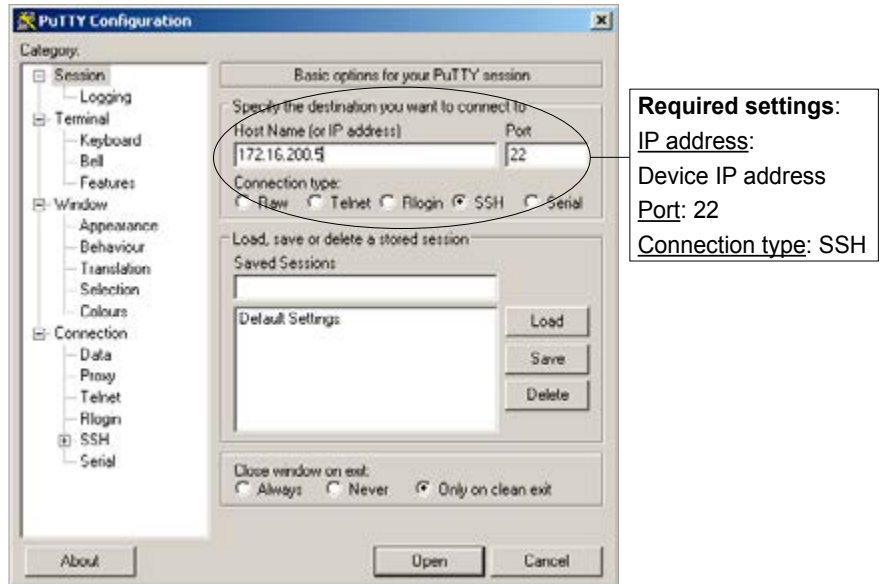 PuTTY Configuration
Category:
Session
Logging
Terminal
Keyboard
Bell
Features
Window
Appearance
Behaviour
Translation
Selection
Colours
Connection
Data
Proxy
Telnet
Rlogin
SSH
Serial
Basic options for your PuTTY session
Specify the destination you want to connect to
Host Name (or IP address) Port
172.16.200.5 22
Connection type:
Raw Telnet Rlogin SSH Serial
Load, save or delete a stored session
Saved Sessions
Default Settings
Load
Save
Delete
Close window on exit:
Always Never Only on clean exit
About Open Cancel
Required settings:
IP address:
Device IP address
Port: 22
Connection type: SSH